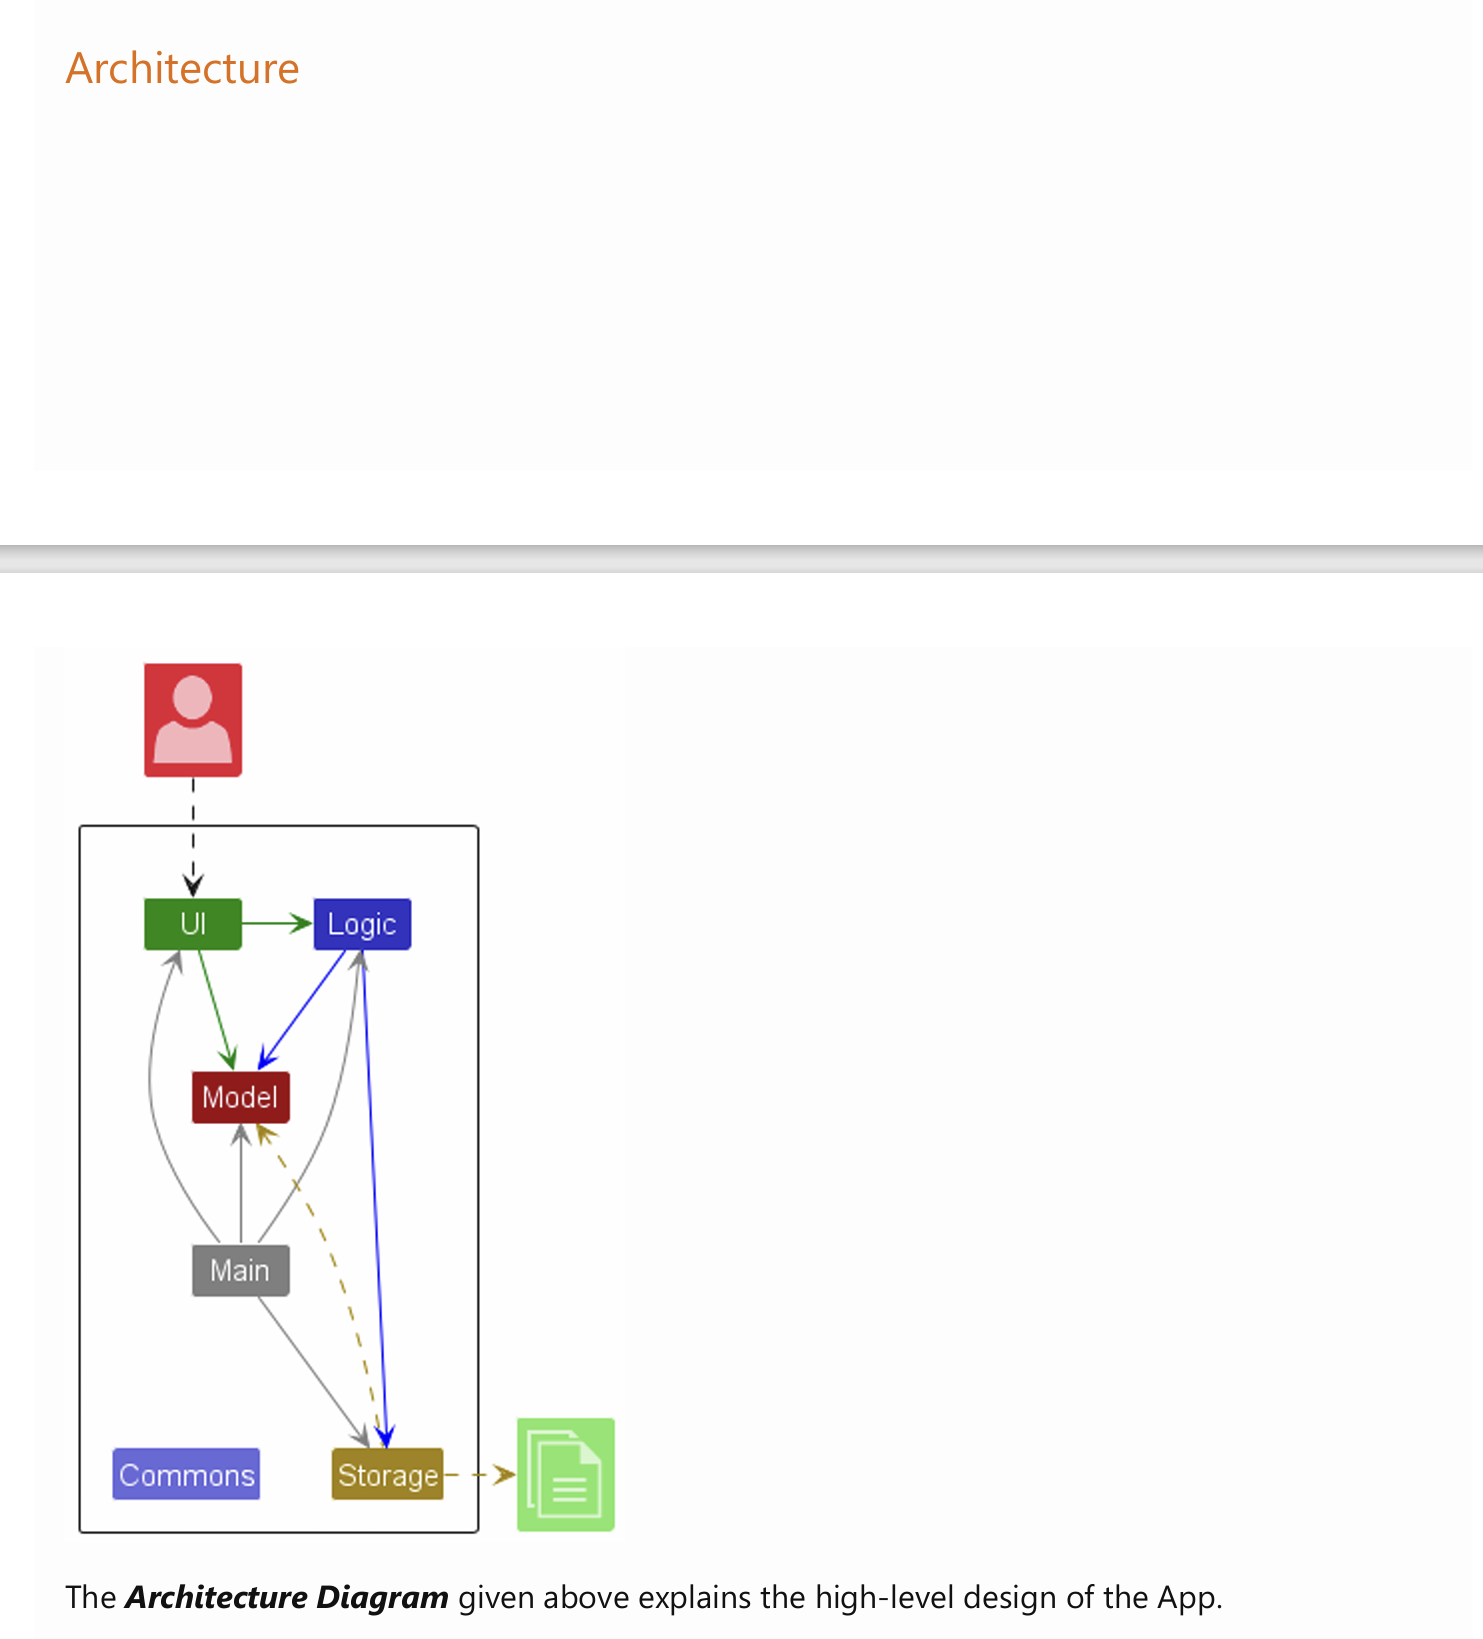 Architecture
UI
Logic
Model
Main
Commons
Storage
The Architecture Diagram given above explains the high-level design of the App.